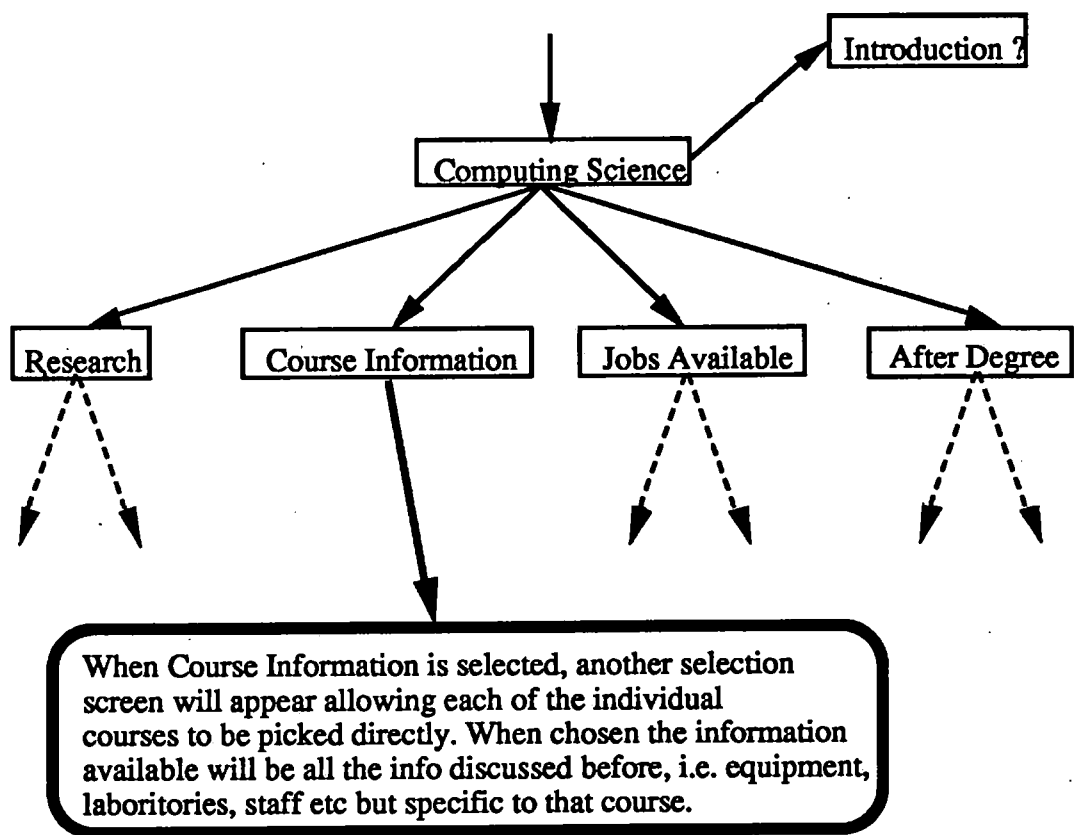 Introduction ?
Computing Science
Research
Course Information
Jobs Available
After Degree
When Course Information is selected, another selection
screen will appear allowing each of the individual
courses to be picked directly. When chosen the information
available will be all the info discussed before, i.e. equipment,
laboritories, staff etc but specific to that course.